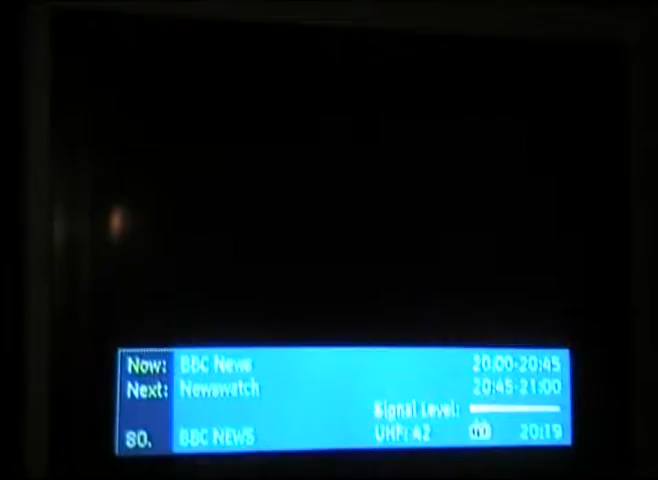 Now: BBC News 20:00-20:45
Next: Newswatch 20:45-21:00
Signal Level:
80. BBC NEWS UHF: 42 20:19